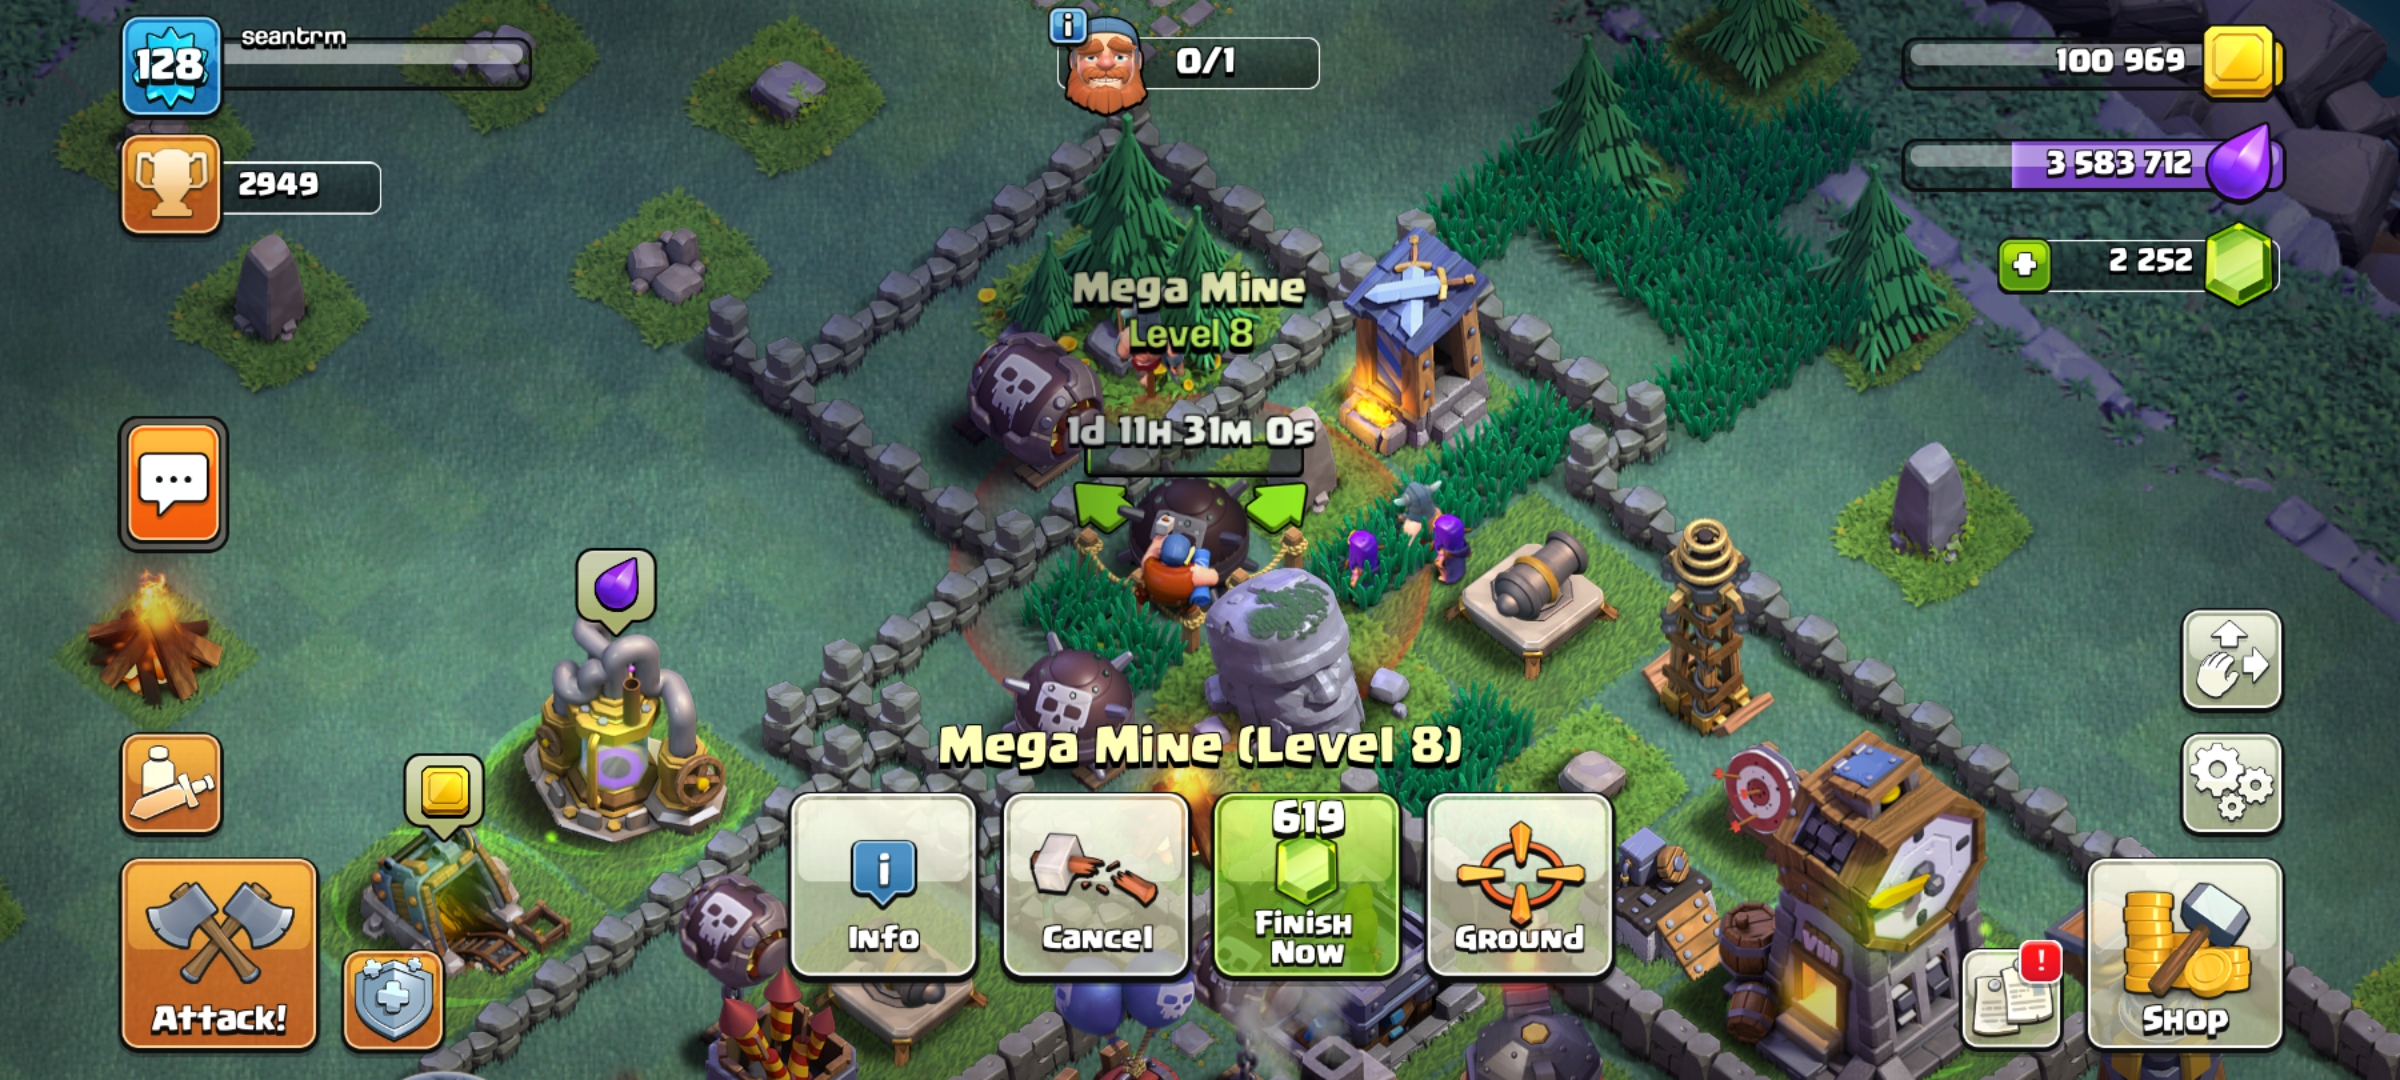 128
seantrm
0/1
100 969
2949
3 583 712
2 252
Mega Mine
Level 8
1d 11H 31M 0s
Mega Mine (Level 8)
Info
Cancel
619
Finish
Now
Ground
Attack!
VIII
!
Shop